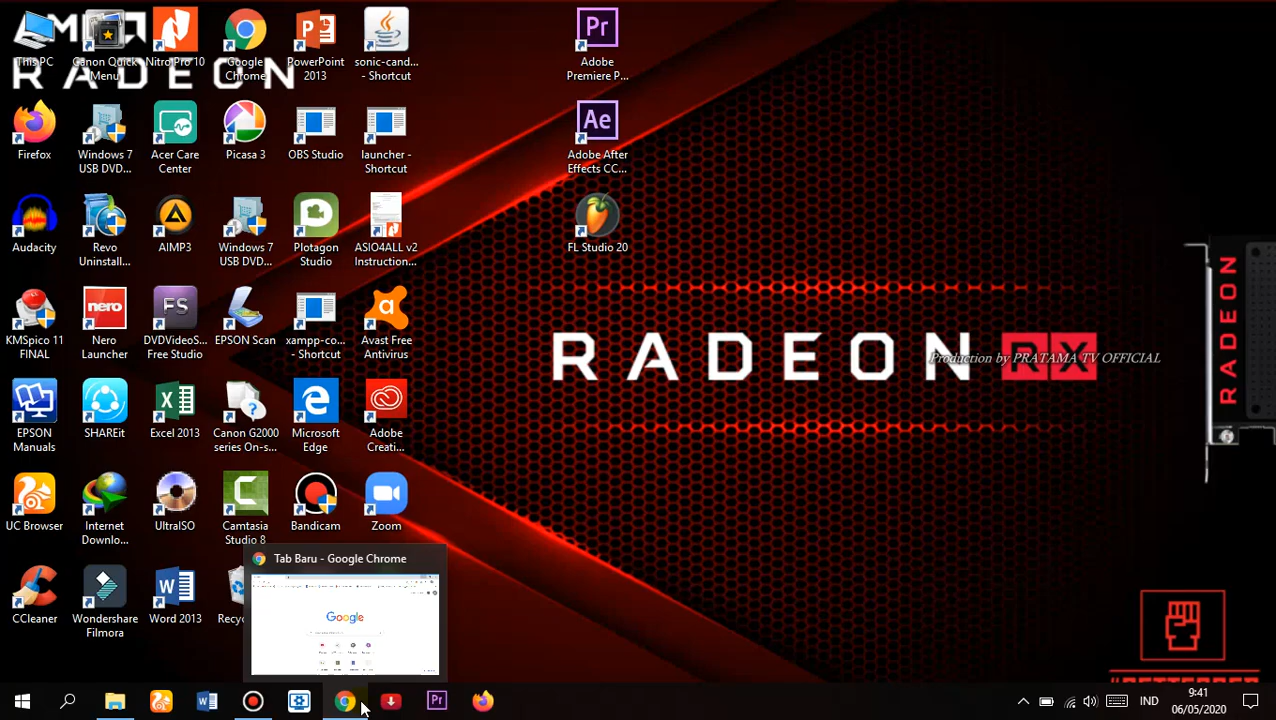 AMD
RADEON
This PC
Canon Quick Menu
Nitro Pro 10
Google Chrome
PowerPoint 2013
sonic-cand... - Shortcut
Adobe Premiere P...
Firefox
Windows 7 USB DVD...
Acer Care Center
Picasa 3
OBS Studio
launcher - Shortcut
Adobe After Effects CC...
Audacity
Revo Uninstall...
AIMP3
Windows 7 USB DVD...
Plotagon Studio
ASIO4ALL v2 Instruction...
FL Studio 20
KMSpico 11 FINAL
Nero Launcher
DVDVideoS... Free Studio
EPSON Scan
xampp-co... - Shortcut
Avast Free Antivirus
RADEON RX
Production by PRATAMA TV OFFICIAL
RADEON
EPSON Manuals
SHAREit
Excel 2013
Canon G2000 series On-s...
Microsoft Edge
Adobe Creati...
UC Browser
Internet Downlo...
UltraISO
Camtasia Studio 8
Bandicam
Zoom
Tab Baru - Google Chrome
Google
CCleaner
Wondershare Filmora
Word 2013
IND
9:41
06/05/2020